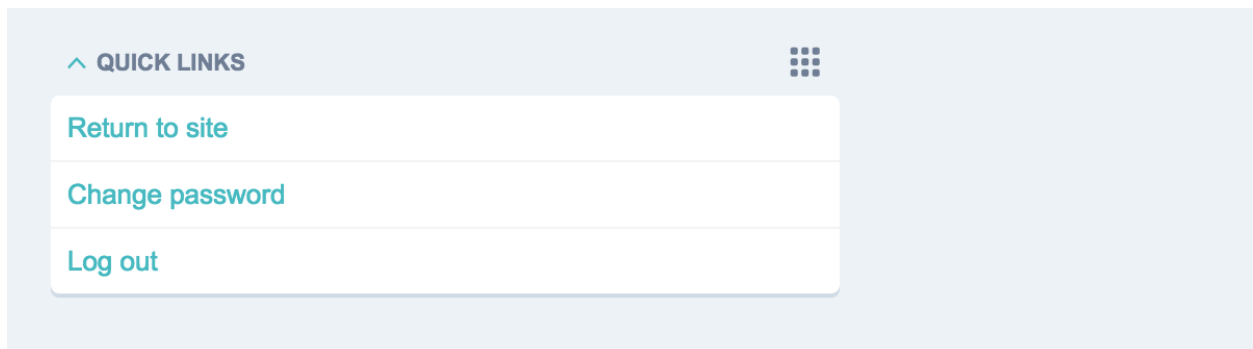 QUICK LINKS
Return to site
Change password
Log out